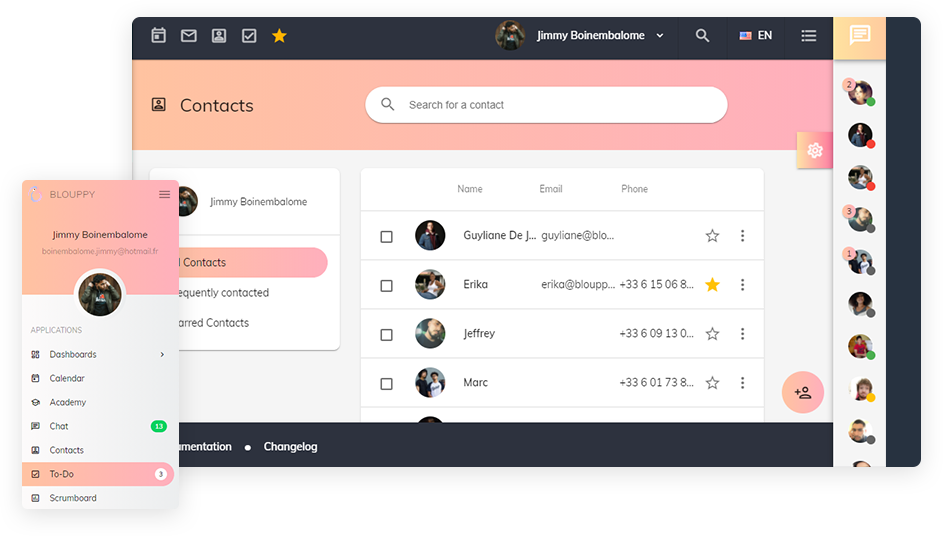 Jimmy Boinembalome
EN
Contacts
Search for a contact
2
3
1
Jimmy Boinembalome
Contacts
equently contacted
arred Contacts
Name Email Phone
Guyliane De J... guyliane@blo...
Erika erika@bloupp... +33 6 15 06 8...
Jeffrey +33 6 09 13 0...
Marc +33 6 01 73 8...
umentation • Changelog
BLOUPPY
Jimmy Boinembalome
boinembalome.jimmy@hotmail.fr
APPLICATIONS
Dashboards
Calendar
Academy
Chat 13
Contacts
To-Do 3
Scrumboard